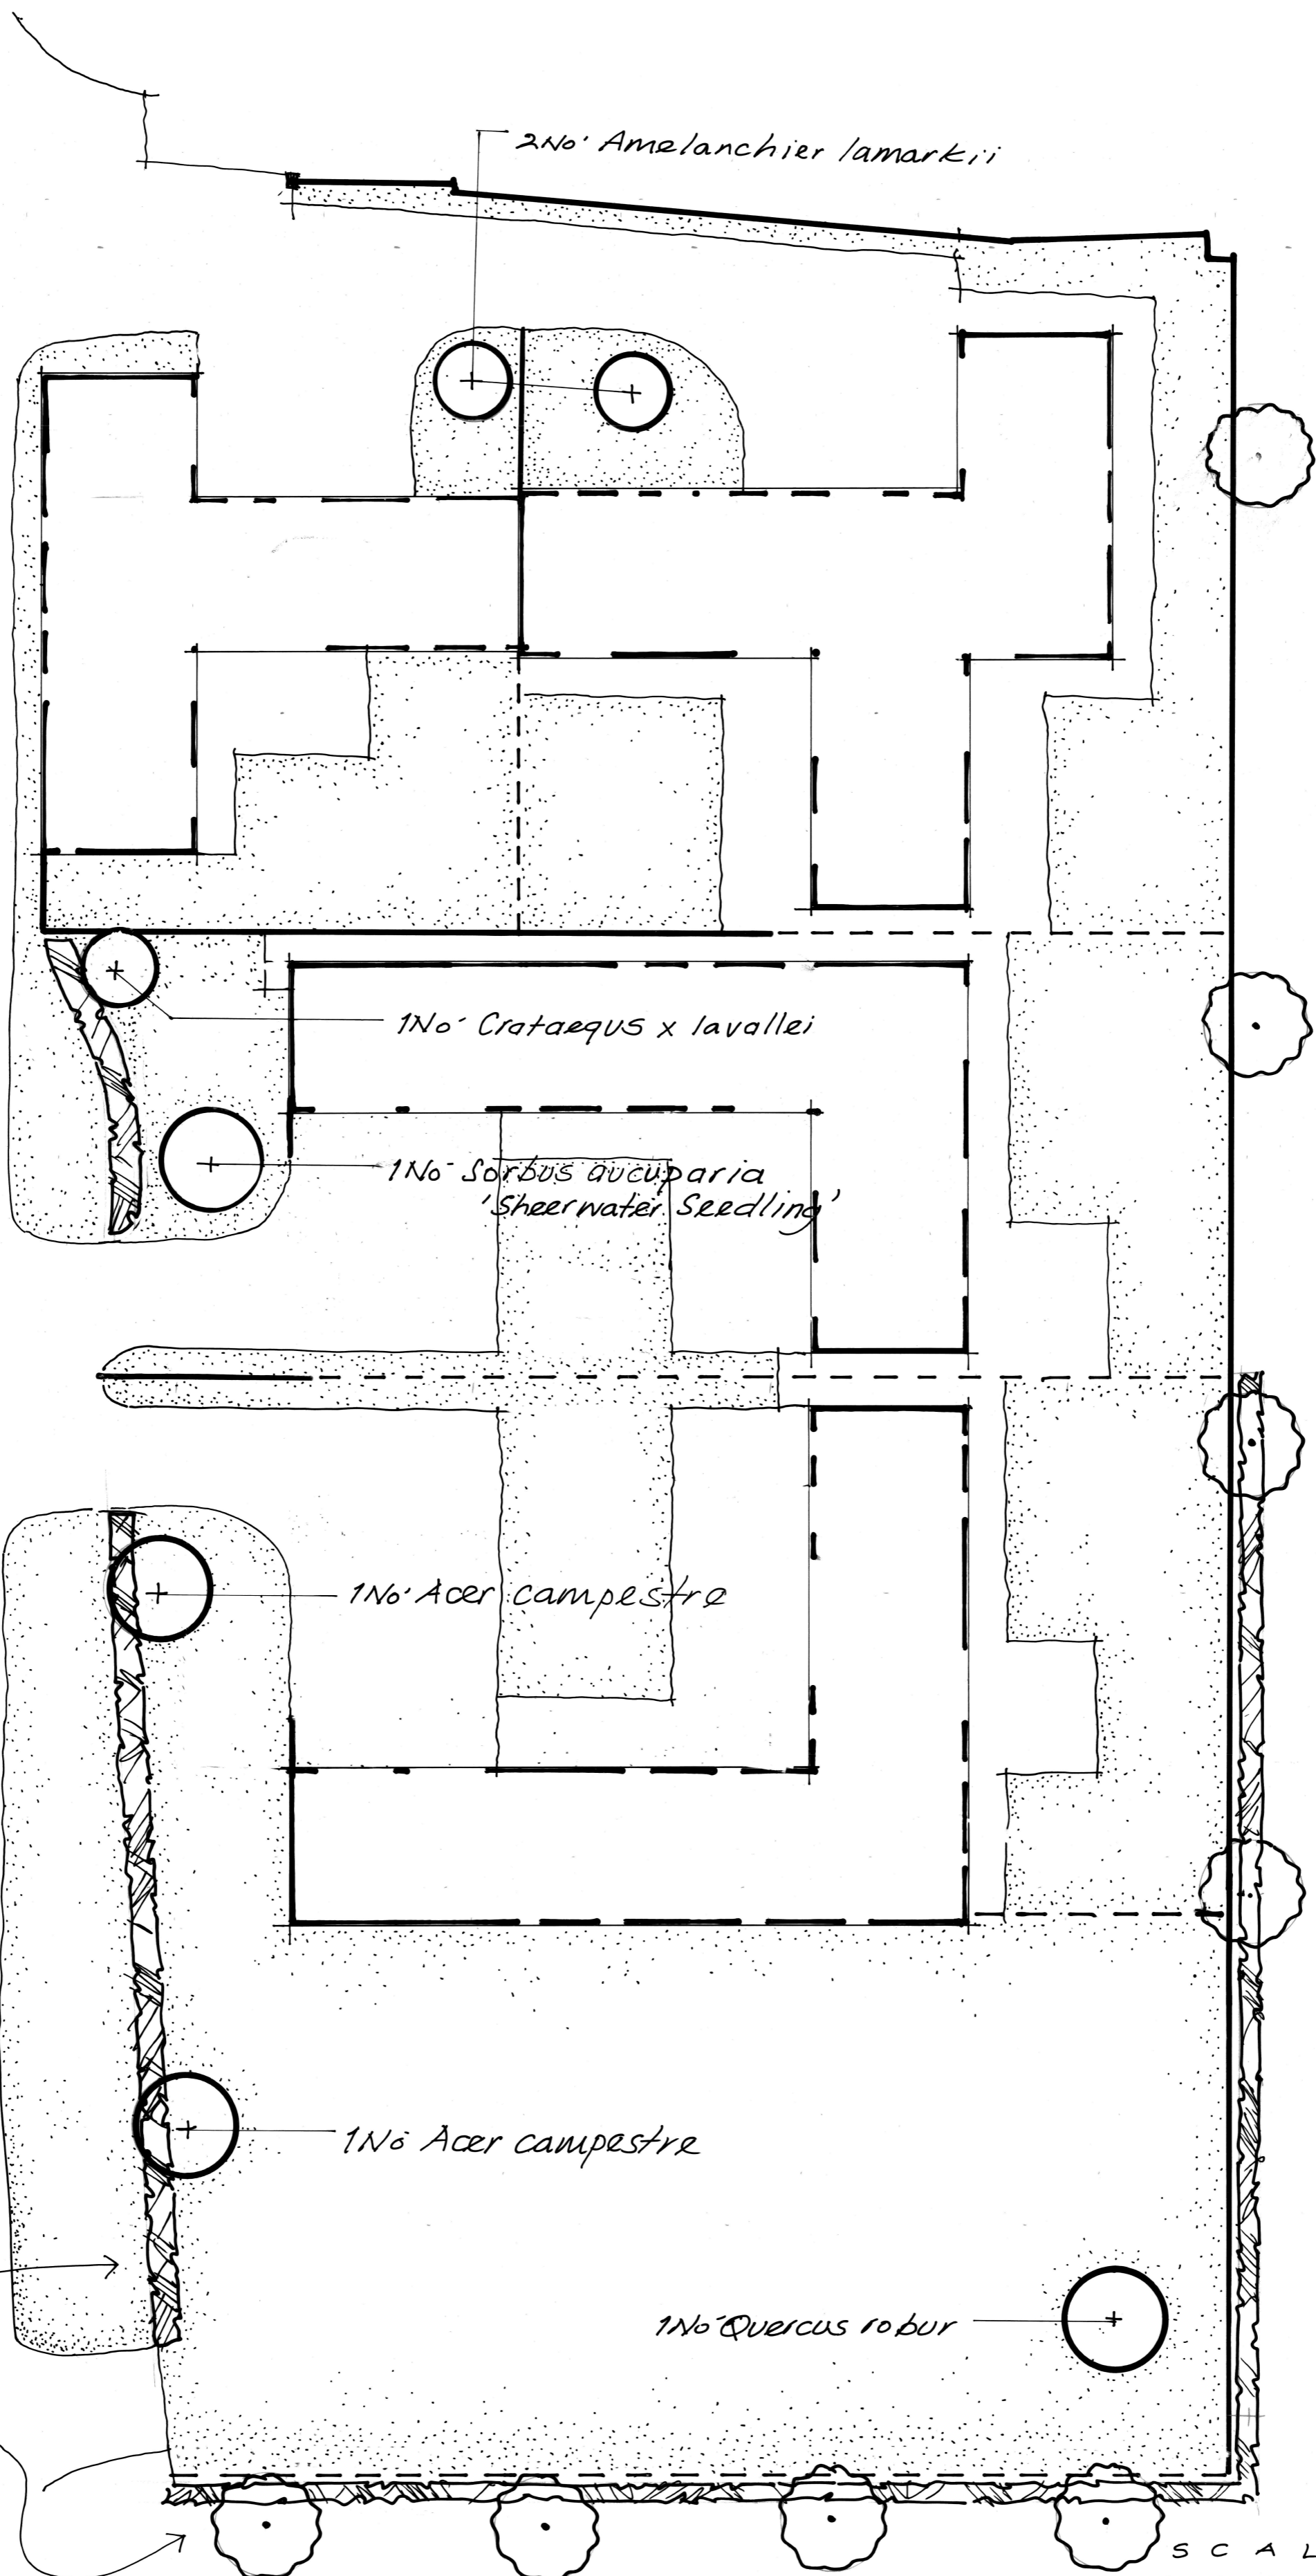 2No· Amelanchier lamarkii
1No· Crataegus x lavallei
1No· Sorbus aucuparia
'Sheerwater Seedling'
1No· Acer campestre
1No· Acer campestre
1No· Quercus robur
S C A L